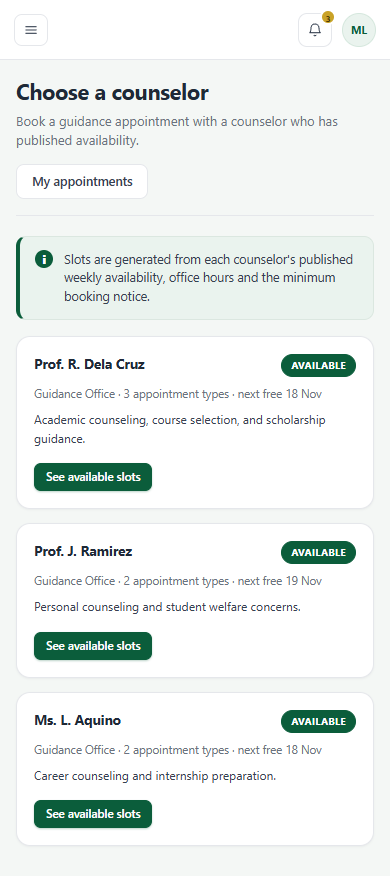 3
ML
Choose a counselor
Book a guidance appointment with a counselor who has
published availability.
My appointments
Slots are generated from each counselor's published
weekly availability, office hours and the minimum
booking notice.
Prof. R. Dela Cruz
AVAILABLE
Guidance Office · 3 appointment types · next free 18 Nov
Academic counseling, course selection, and scholarship
guidance.
See available slots
Prof. J. Ramirez
AVAILABLE
Guidance Office · 2 appointment types · next free 19 Nov
Personal counseling and student welfare concerns.
See available slots
Ms. L. Aquino
AVAILABLE
Guidance Office · 2 appointment types · next free 18 Nov
Career counseling and internship preparation.
See available slots